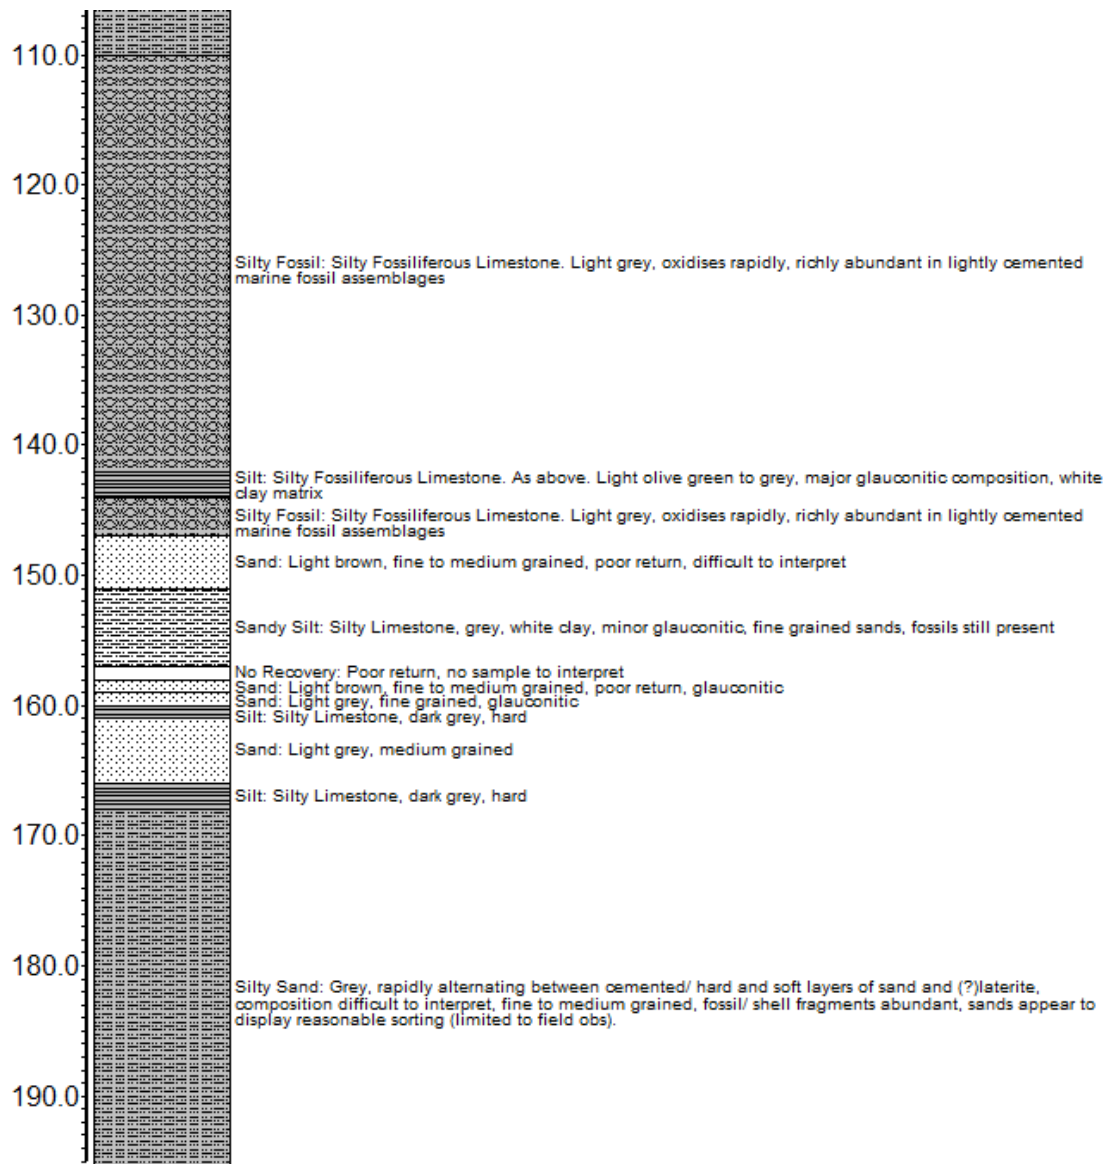 110.0
120.0
Silty Fossil: Silty Fossiliferous Limestone. Light grey, oxidises rapidly, richly abundant in lightly cemented
marine fossil assemblages
130.0
140.0
Silt: Silty Fossiliferous Limestone. As above. Light olive green to grey, major glauconitic composition, white
clay matrix
Silty Fossil: Silty Fossiliferous Limestone. Light grey, oxidises rapidly, richly abundant in lightly cemented
marine fossil assemblages
Sand: Light brown, fine to medium grained, poor return, difficult to interpret
150.0
Sandy Silt: Silty Limestone, grey, white clay, minor glauconitic, fine grained sands, fossils still present
No Recovery: Poor return, no sample to interpret
Sand: Light brown, fine to medium grained, poor return, glauconitic
Sand: Light grey, fine grained, glauconitic
160.0
Silt: Silty Limestone, dark grey, hard
Sand: Light grey, medium grained
Silt: Silty Limestone, dark grey, hard
170.0
180.0
Silty Sand: Grey, rapidly alternating between cemented/ hard and soft layers of sand and (?)laterite,
composition difficult to interpret, fine to medium grained, fossil/ shell fragments abundant, sands appear to
display reasonable sorting (limited to field obs).
190.0